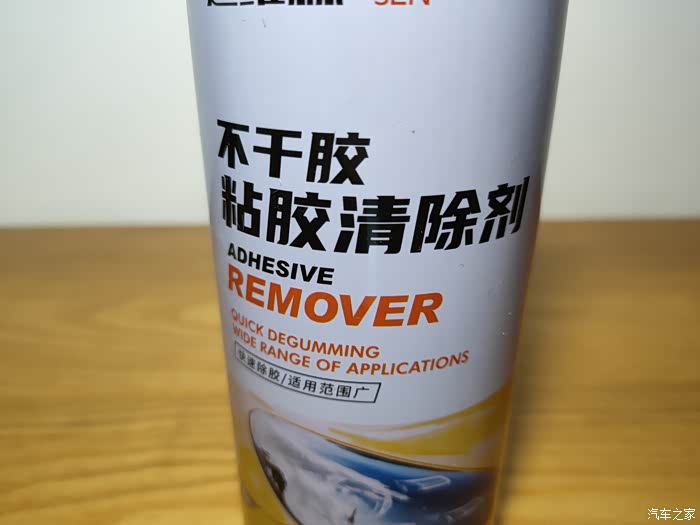 SEN
不干胶
粘胶清除剂
ADHESIVE
REMOVER
QUICK DEGUMMING
WIDE RANGE OF APPLICATIONS
快速除胶/适用范围广
汽车之家